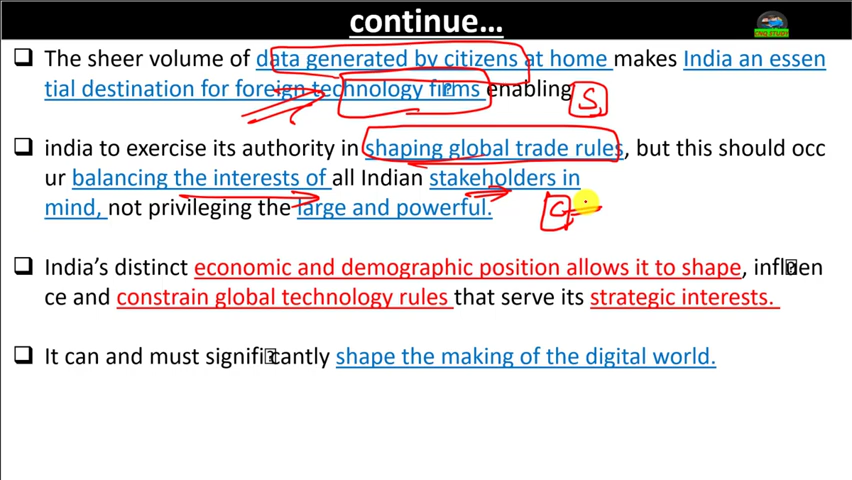 continue…
The sheer volume of data generated by citizens at home makes India an essen
tial destination for foreign technology firms enabling
S
india to exercise its authority in shaping global trade rules, but this should occ
ur balancing the interests of all Indian stakeholders in
mind, not privileging the large and powerful.
India's distinct economic and demographic position allows it to shape, influen
ce and constrain global technology rules that serve its strategic interests.
It can and must significantly shape the making of the digital world.